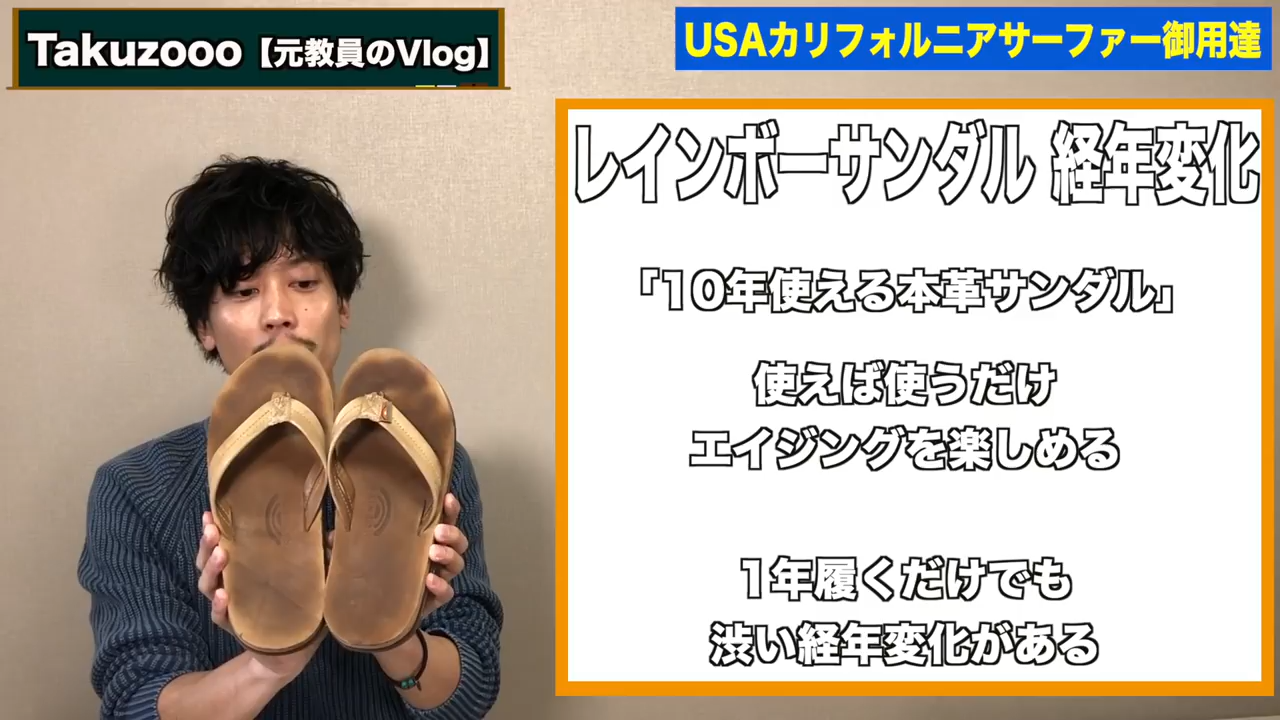 Takuzooo【元教員のVlog】
USAカリフォルニアサーファー御用達
レインボーサンダル 経年変化
「10年使える本革サンダル」
使えば使うだけ
エイジングを楽しめる
1年履くだけでも
渋い経年変化がある